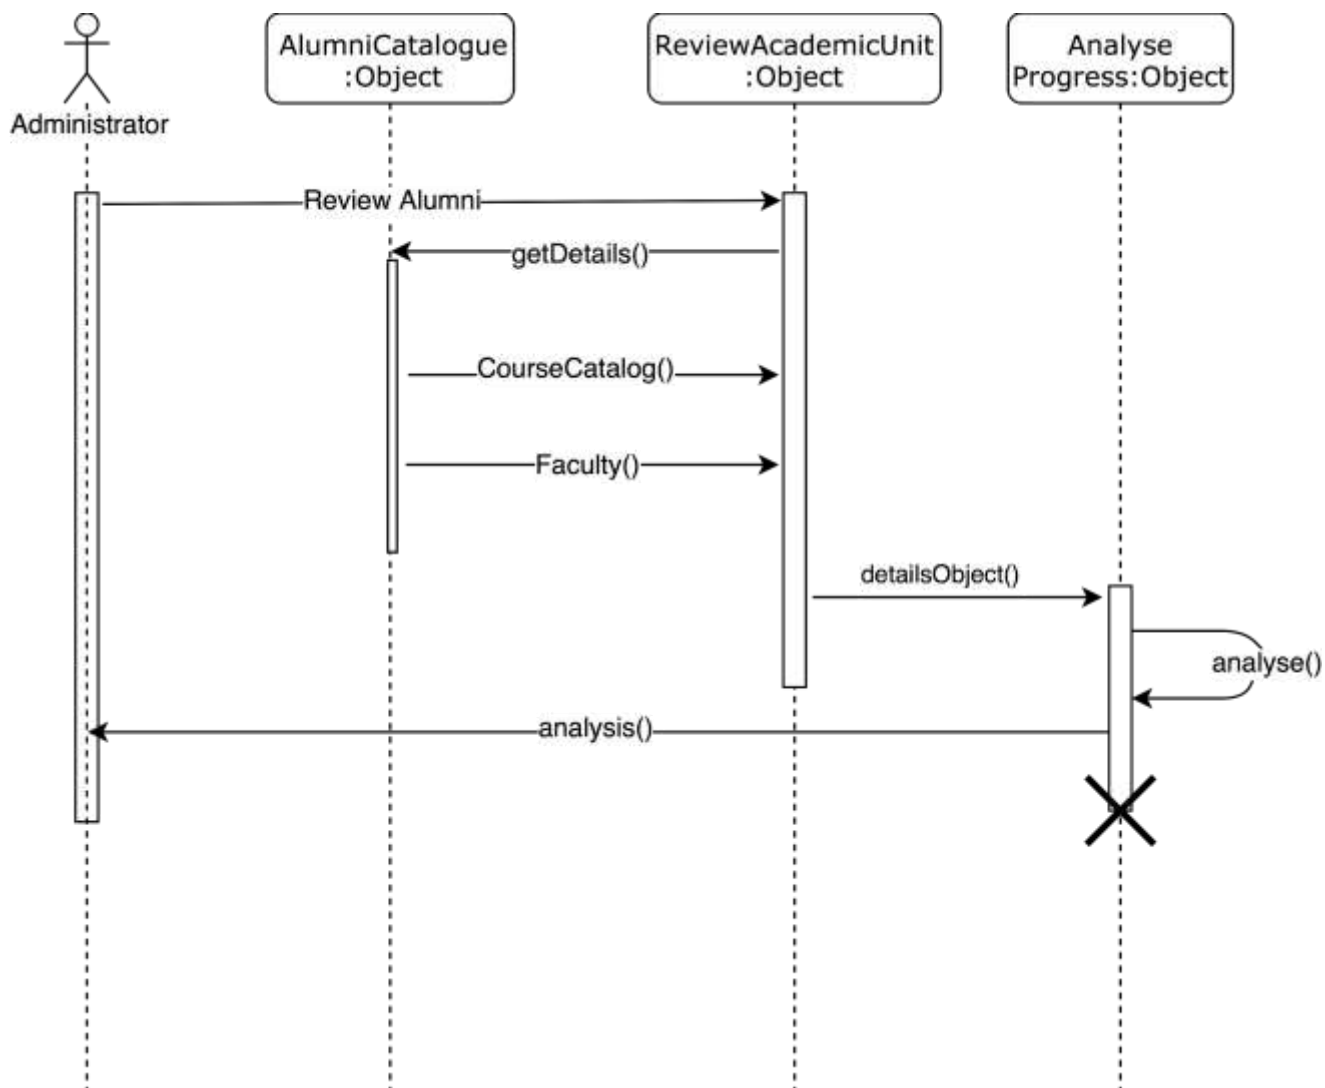 AlumniCatalogue
:Object
ReviewAcademicUnit
:Object
Analyse
Progress:Object
Administrator
Review Alumni
getDetails()
CourseCatalog()
Faculty()
detailsObject()
analyse()
analysis()